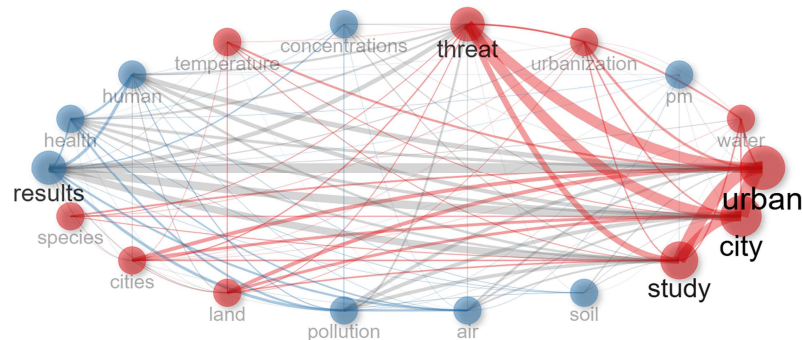 concentrations
threat
temperature
urbanization
human
pm
health
water
results
urban
species
city
cities
study
land
soil
pollution
air